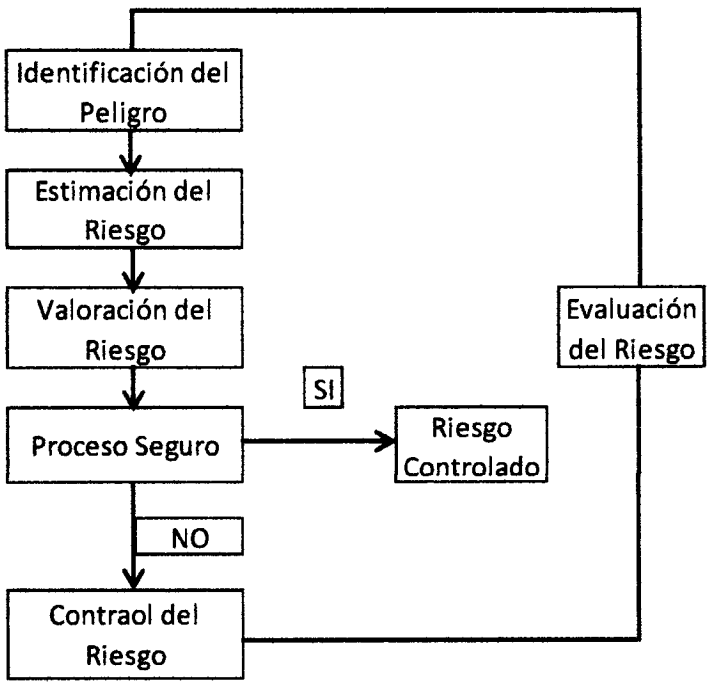 Identificación del
Peligro
Estimación del
Riesgo
Valoración del
Riesgo
Evaluación
del Riesgo
SI
Proceso Seguro
Riesgo
Controlado
NO
Contraol del
Riesgo